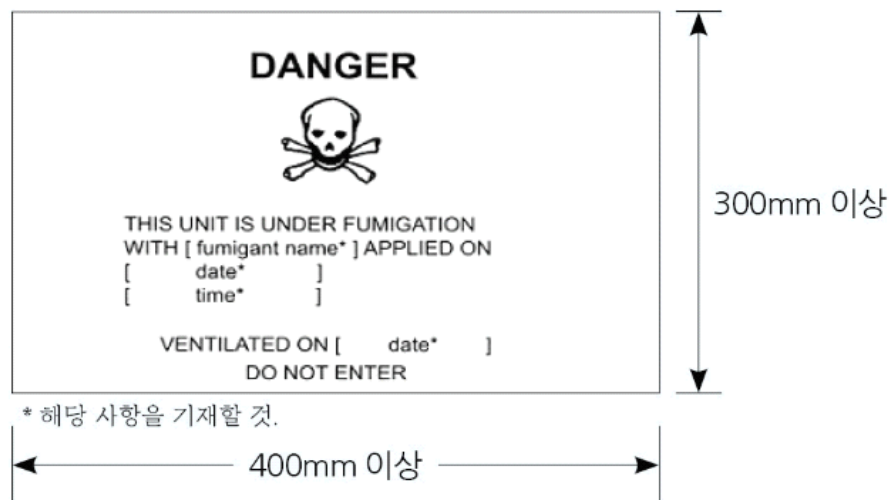 DANGER
THIS UNIT IS UNDER FUMIGATION
WITH [ fumigant name* ] APPLIED ON
[ date* ]
[ time* ]
VENTILATED ON [ date* ]
DO NOT ENTER
300mm 이상
* 해당 사항을 기재할 것.
400mm 이상